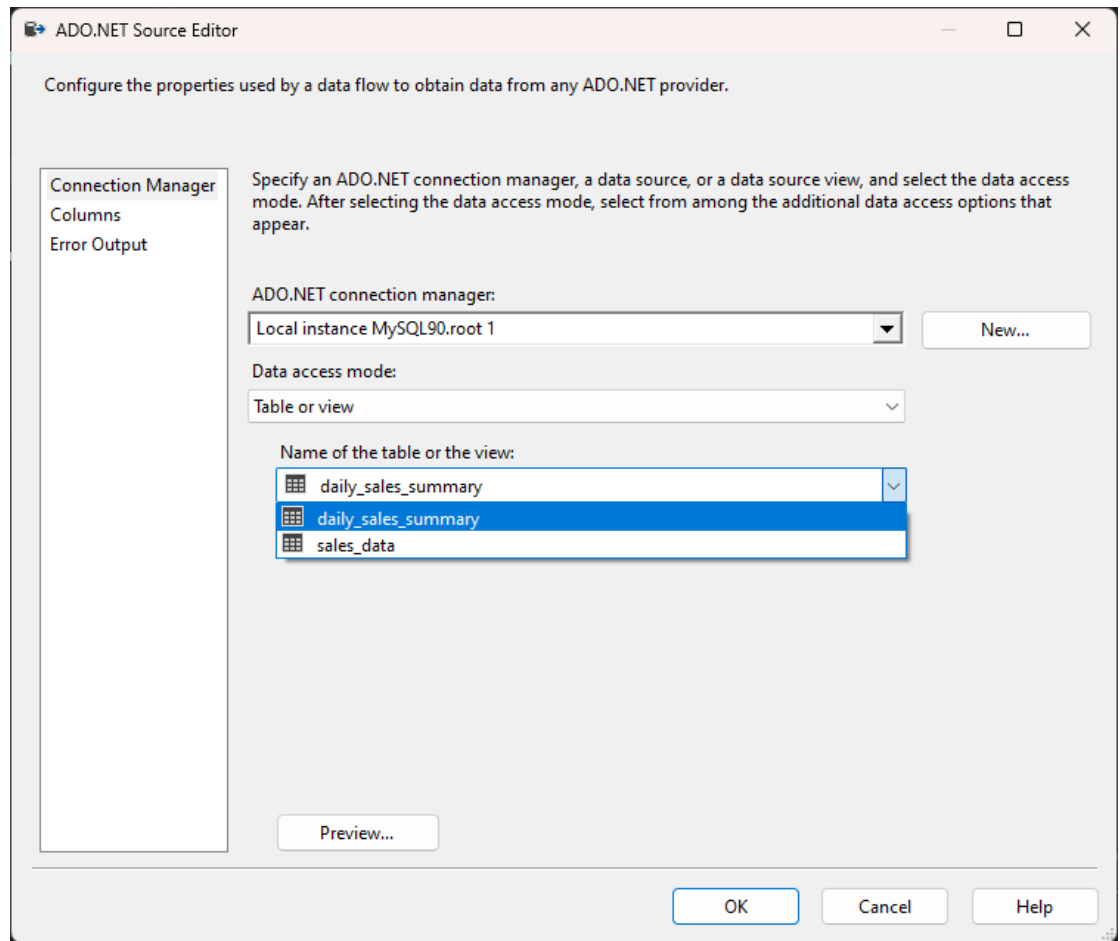 ADO.NET Source Editor
Configure the properties used by a data flow to obtain data from any ADO.NET provider.
Connection Manager
Columns
Error Output
Specify an ADO.NET connection manager, a data source, or a data source view, and select the data access
mode. After selecting the data access mode, select from among the additional data access options that
appear.
ADO.NET connection manager:
Local instance MySQL90.root 1
New...
Data access mode:
Table or view
Name of the table or the view:
daily_sales_summary
daily_sales_summary
sales_data
Preview...
OK
Cancel
Help